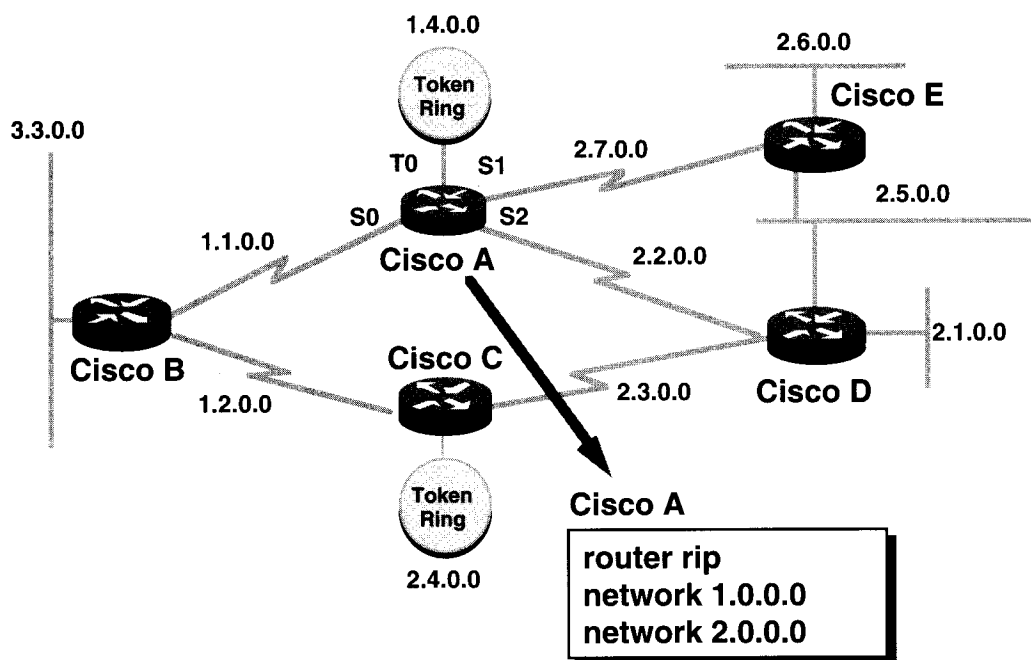 1.4.0.0
Token
Ring
2.6.0.0
Cisco E
3.3.0.0
T0
S1
2.7.0.0
2.5.0.0
S0
S2
1.1.0.0
Cisco A
2.2.0.0
Cisco B
Cisco C
2.1.0.0
Cisco D
1.2.0.0
2.3.0.0
Token
Ring
2.4.0.0
Cisco A
router rip
network 1.0.0.0
network 2.0.0.0